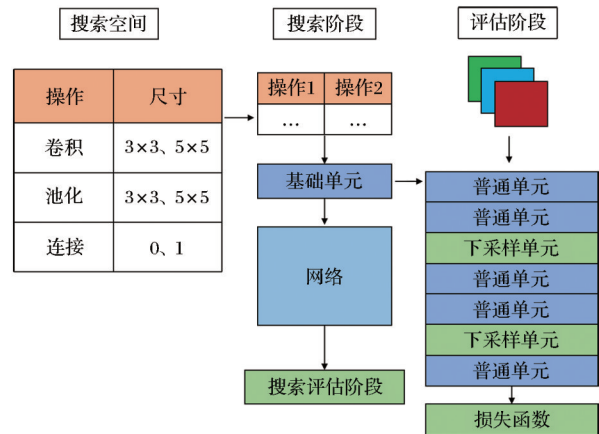 搜索空间
搜索阶段
评估阶段
操作 尺寸
卷积 3×3、5×5
池化 3×3、5×5
连接 0、1
操作1 操作2
… …
基础单元
网络
搜索评估阶段
普通单元
普通单元
下采样单元
普通单元
普通单元
下采样单元
普通单元
损失函数